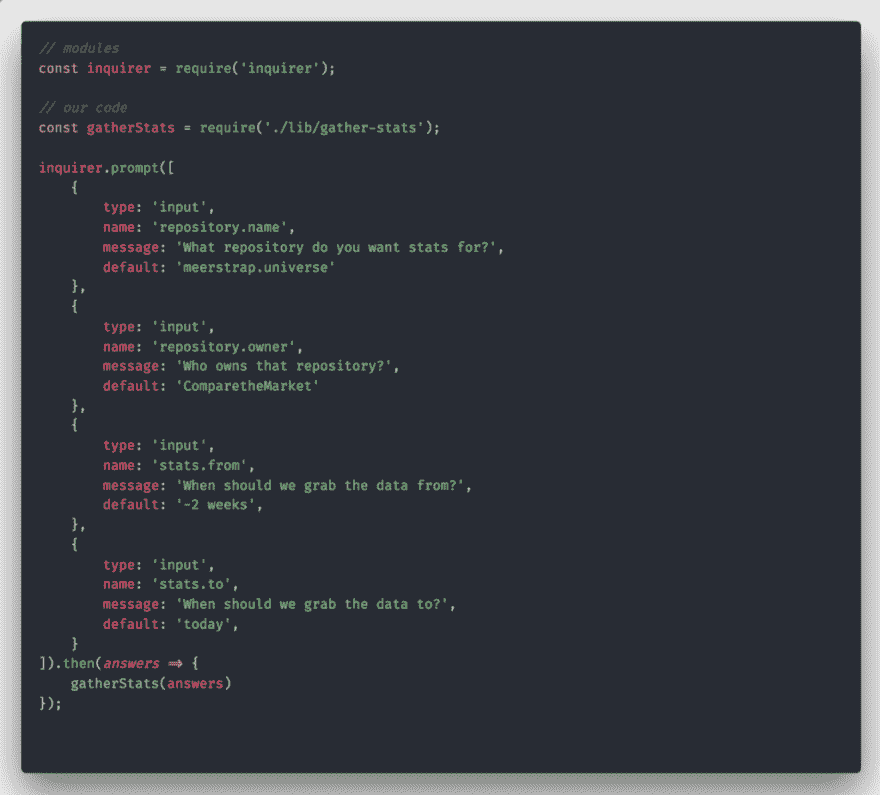 // modules
const inquirer = require('inquirer');
// our code
const gatherStats = require('./lib/gather-stats');
inquirer.prompt([
{
type: 'input',
name: 'repository.name',
message: 'What repository do you want stats for?',
default: 'meerstrap.universe'
},
{
type: 'input',
name: 'repository.owner',
message: 'Who owns that repository?',
default: 'ComparetheMarket'
},
{
type: 'input',
name: 'stats.from',
message: 'When should we grab the data from?',
default: '-2 weeks',
},
{
type: 'input',
name: 'stats.to',
message: 'When should we grab the data to?',
default: 'today',
}
]).then(answers => {
gatherStats(answers)
});